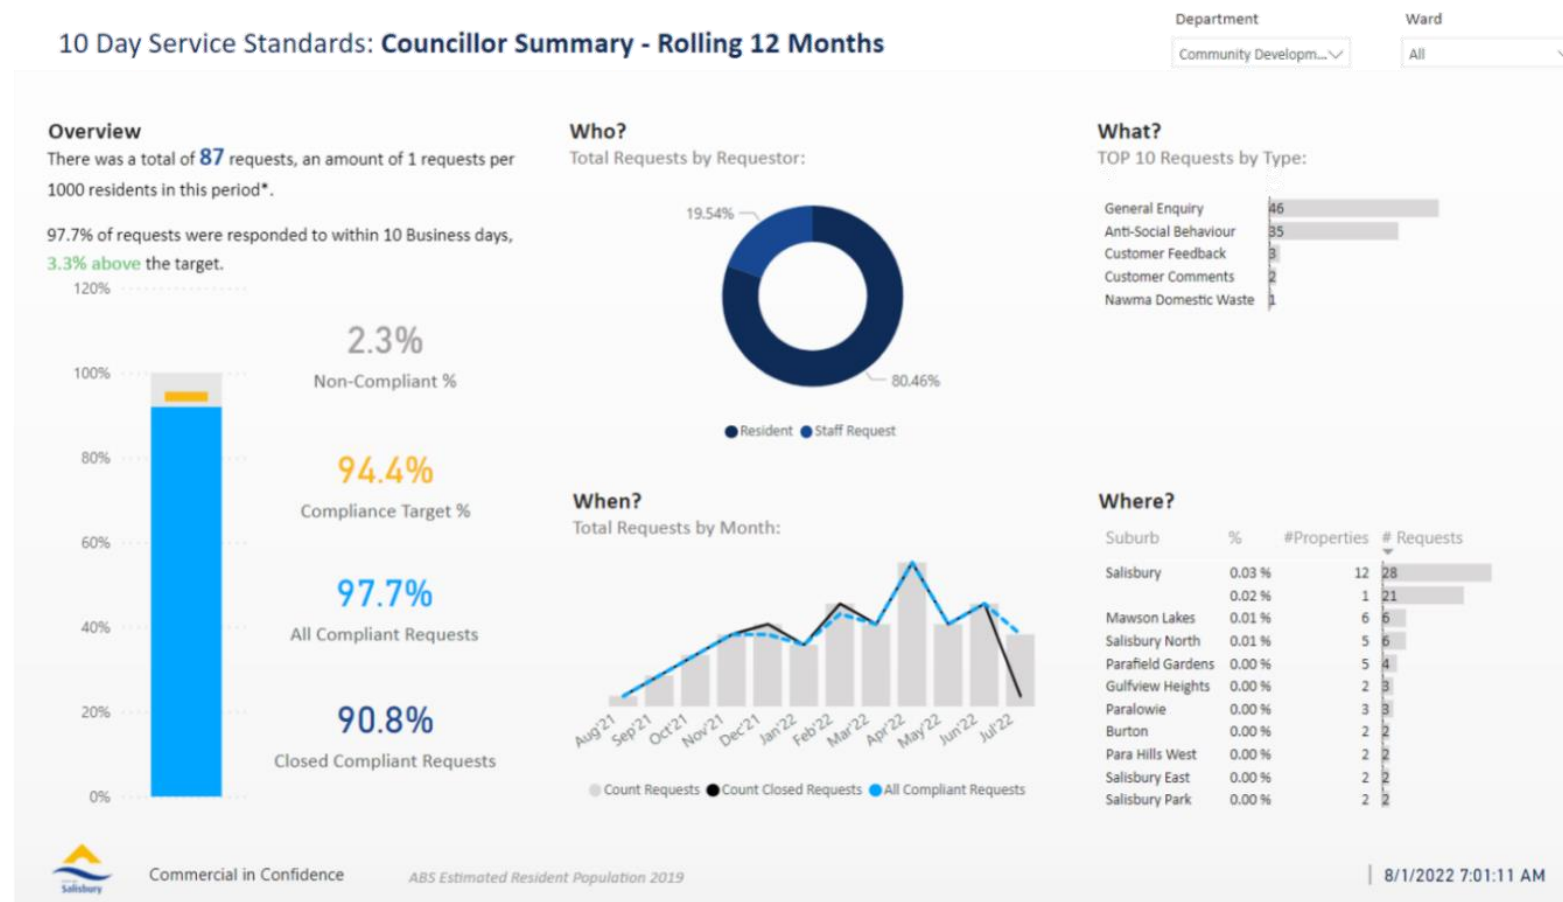 10 Day Service Standards: Councillor Summary - Rolling 12 Months
Department
Ward
Community Developm...
All
Overview
There was a total of 87 requests, an amount of 1 requests per
1000 residents in this period*.
97.7% of requests were responded to within 10 Business days,
3.3% above the target.
120%
100%
80%
60%
40%
20%
0%
2.3%
Non-Compliant %
94.4%
Compliance Target %
97.7%
All Compliant Requests
90.8%
Closed Compliant Requests
Who?
Total Requests by Requestor:
19.54%
80.46%
Resident Staff Request
What?
TOP 10 Requests by Type:
General Enquiry 46
Anti-Social Behaviour 35
Customer Feedback 3
Customer Comments 2
Nawma Domestic Waste 1
When?
Total Requests by Month:
Aug'21 Sep'21 Oct'21 Nov'21 Dec'21 Jan'22 Feb'22 Mar'22 Apr'22 May'22 Jun'22 Jul'22
Count Requests Count Closed Requests All Compliant Requests
Where?
Suburb % #Properties # Requests
Salisbury 0.03 % 12 28
0.02 % 1 21
Mawson Lakes 0.01 % 6 6
Salisbury North 0.01 % 5 6
Parafield Gardens 0.00 % 5 4
Gulfview Heights 0.00 % 2 3
Paralowie 0.00 % 3 3
Burton 0.00 % 2 2
Para Hills West 0.00 % 2 2
Salisbury East 0.00 % 2 2
Salisbury Park 0.00 % 2 2
Salisbury
Commercial in Confidence
ABS Estimated Resident Population 2019
8/1/2022 7:01:11 AM